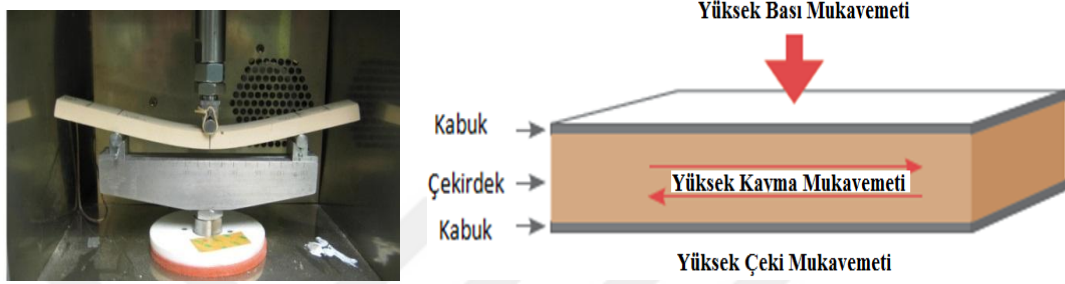 Yüksek Bası Mukavemeti
Kabuk
Çekirdek
Yüksek Kayma Mukavemeti
Kabuk
Yüksek Çeki Mukavemeti